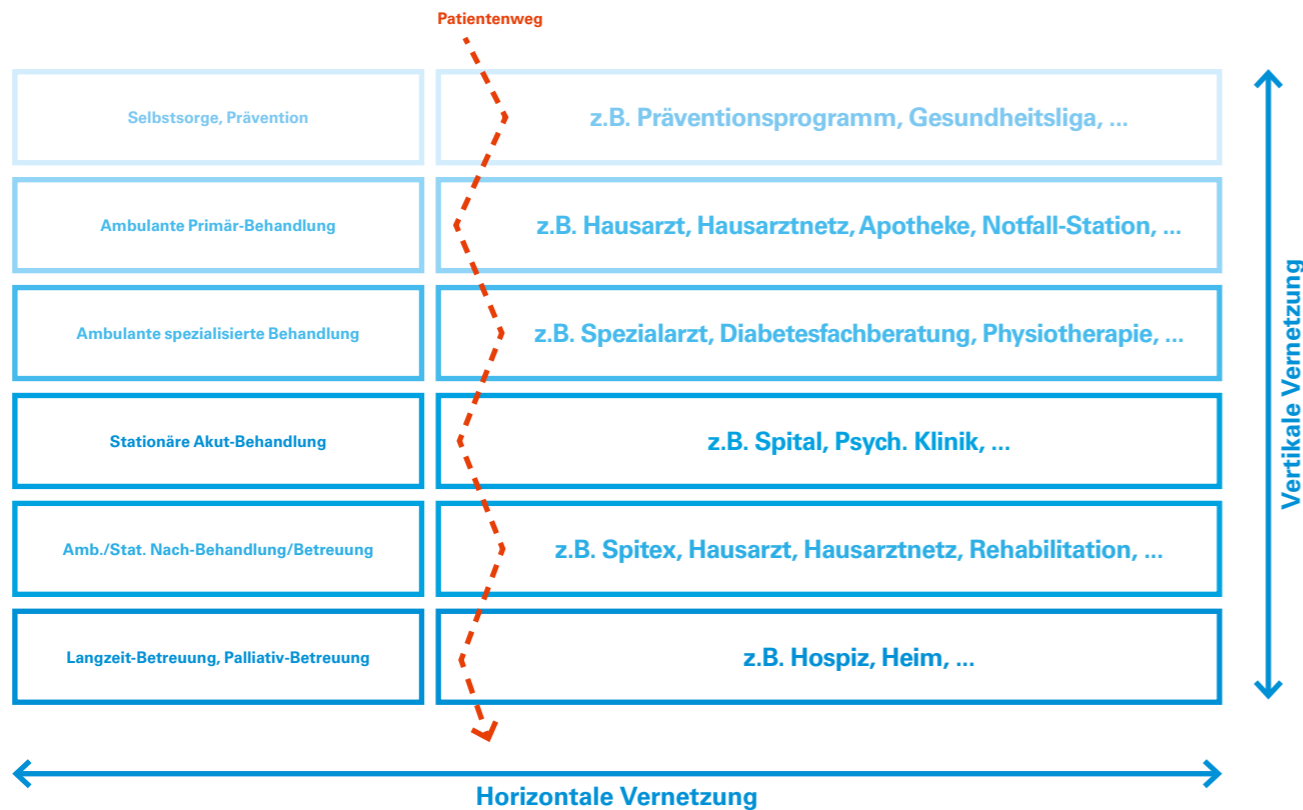 Patientenweg
Selbstsorge, Prävention
z.B. Präventionsprogramm, Gesundheitsliga, ...
Ambulante Primär-Behandlung
z.B. Hausarzt, Hausarztnetz, Apotheke, Notfall-Station, ...
Ambulante spezialisierte Behandlung
z.B. Spezialarzt, Diabetesfachberatung, Physiotherapie, ...
Stationäre Akut-Behandlung
z.B. Spital, Psych. Klinik, ...
Amb./Stat. Nach-Behandlung/Betreuung
z.B. Spitex, Hausarzt, Hausarztnetz, Rehabilitation, ...
Langzeit-Betreuung, Palliativ-Betreuung
z.B. Hospiz, Heim, ...
Vertikale Vernetzung
Horizontale Vernetzung